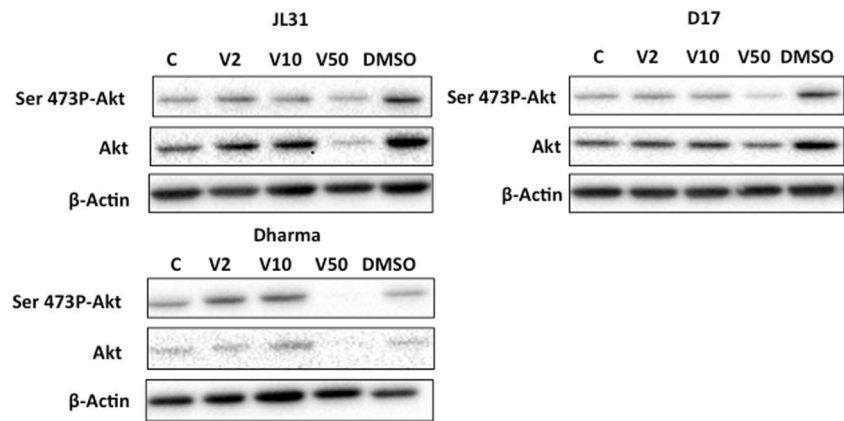 JL31
C V2 V10 V50 DMSO
Ser 473P-Akt
Akt
β-Actin
D17
C V2 V10 V50 DMSO
Ser 473P-Akt
Akt
β-Actin
Dharma
C V2 V10 V50 DMSO
Ser 473P-Akt
Akt
β-Actin